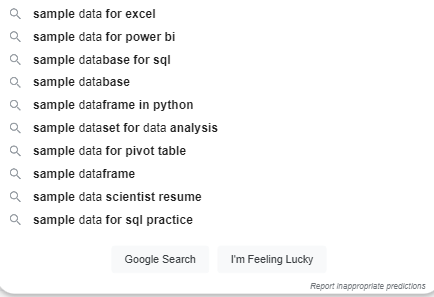 sample data for excel
sample data for power bi
sample database for sql
sample database
sample dataframe in python
sample dataset for data analysis
sample data for pivot table
sample dataframe
sample data scientist resume
sample data for sql practice
Google Search I'm Feeling Lucky
Report inappropriate predictions